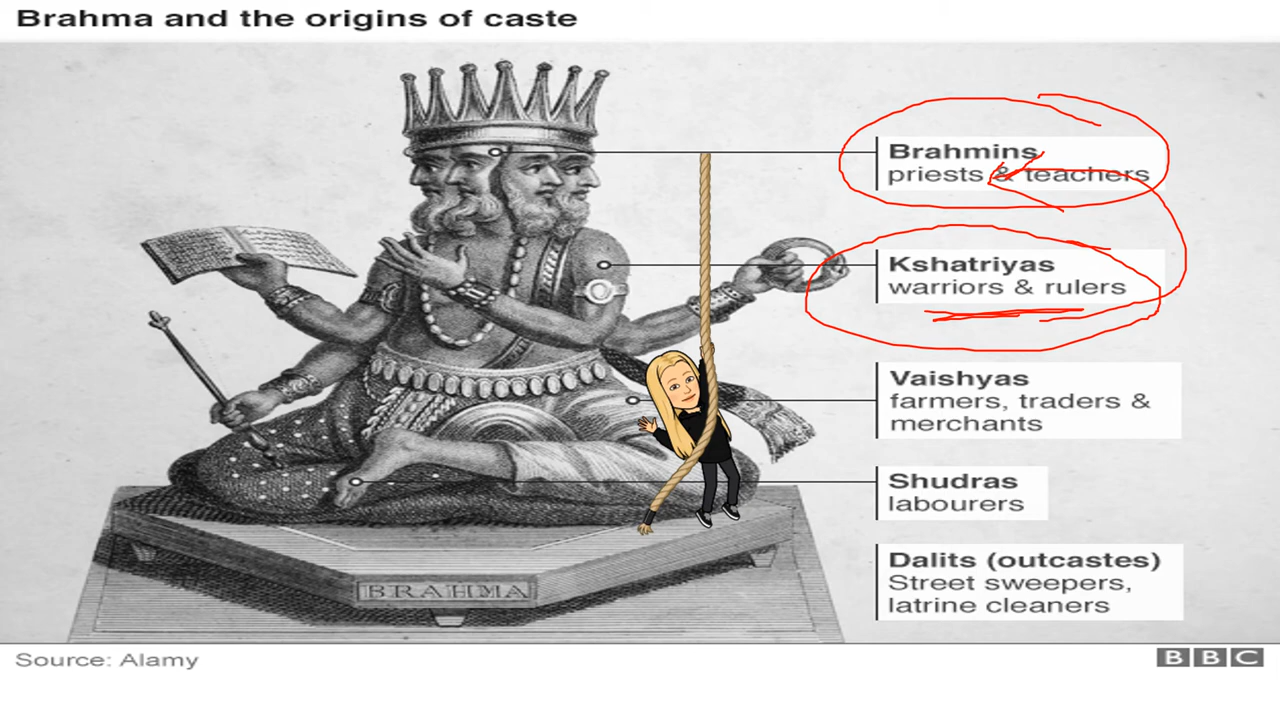 Brahma and the origins of caste
Brahmins
priests & teachers
Kshatriyas
warriors & rulers
Vaishyas
farmers, traders &
merchants
Shudras
labourers
Dalits (outcastes)
Street sweepers,
latrine cleaners
BRAHMA
Source: Alamy
BBC